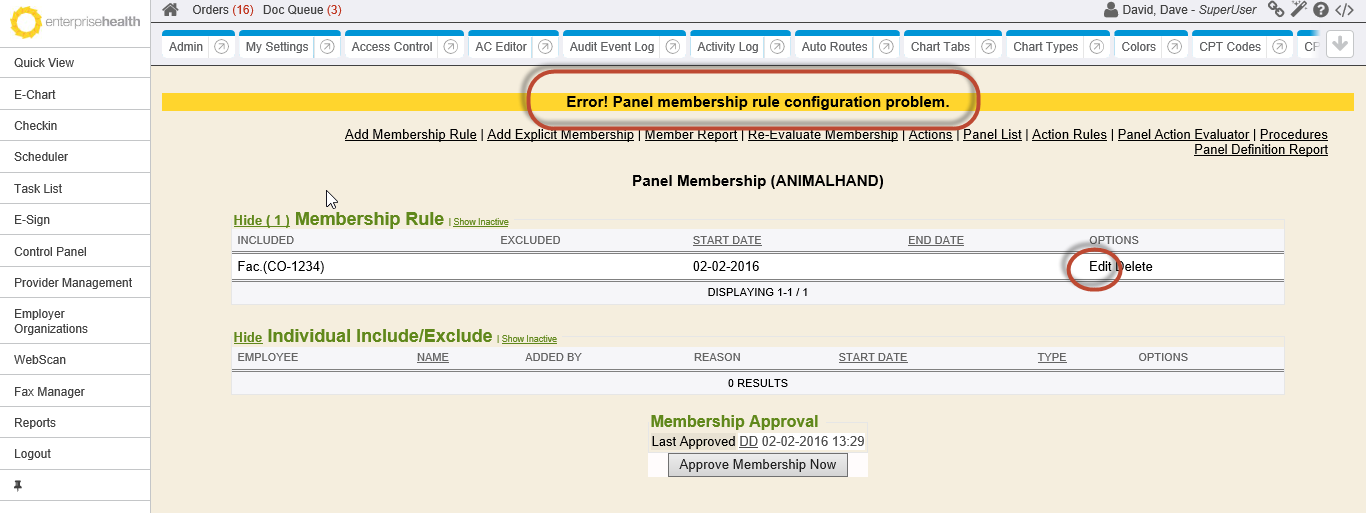 enterprisehealth
Orders (16) Doc Queue (3)
David, Dave - SuperUser
Admin My Settings Access Control AC Editor Audit Event Log Activity Log Auto Routes Chart Tabs Chart Types Colors CPT Codes
Quick View
E-Chart
Checkin
Scheduler
Task List
E-Sign
Control Panel
Provider Management
Employer
Organizations
WebScan
Fax Manager
Reports
Logout
Error! Panel membership rule configuration problem.
Add Membership Rule | Add Explicit Membership | Member Report | Re-Evaluate Membership | Actions | Panel List | Action Rules | Panel Action Evaluator | Procedures
Panel Definition Report
Panel Membership (ANIMALHAND)
Hide ( 1 ) Membership Rule | Show Inactive
INCLUDED EXCLUDED START DATE END DATE OPTIONS
Fac.(CO-1234) 02-02-2016 Edit Delete
DISPLAYING 1-1 / 1
Hide Individual Include/Exclude | Show Inactive
EMPLOYEE NAME ADDED BY REASON START DATE TYPE OPTIONS
0 RESULTS
Membership Approval
Last Approved DD 02-02-2016 13:29
Approve Membership Now